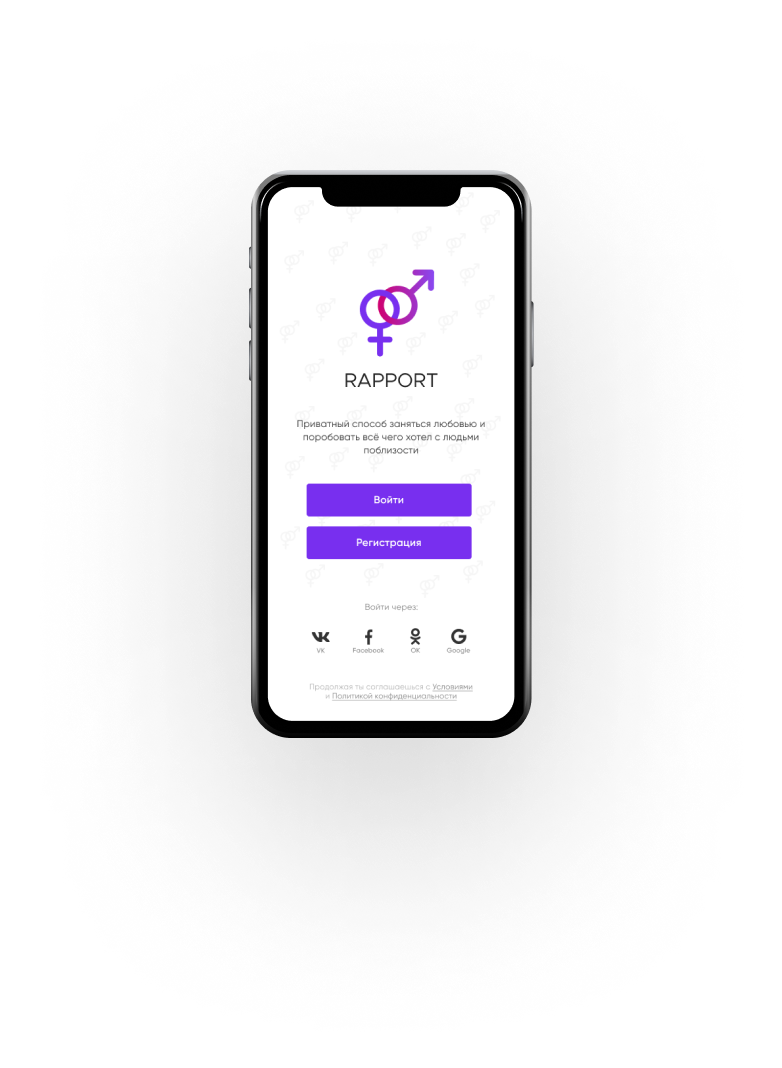 RAPPORT
Приватный способ заняться любовью и
поробовать всё чего хотел с людьми
поблизости
Войти
Регистрация
Войти через:
VK Facebook OK Google
Продолжая ты соглашаешься с Условиями
и Политикой конфиденциальности